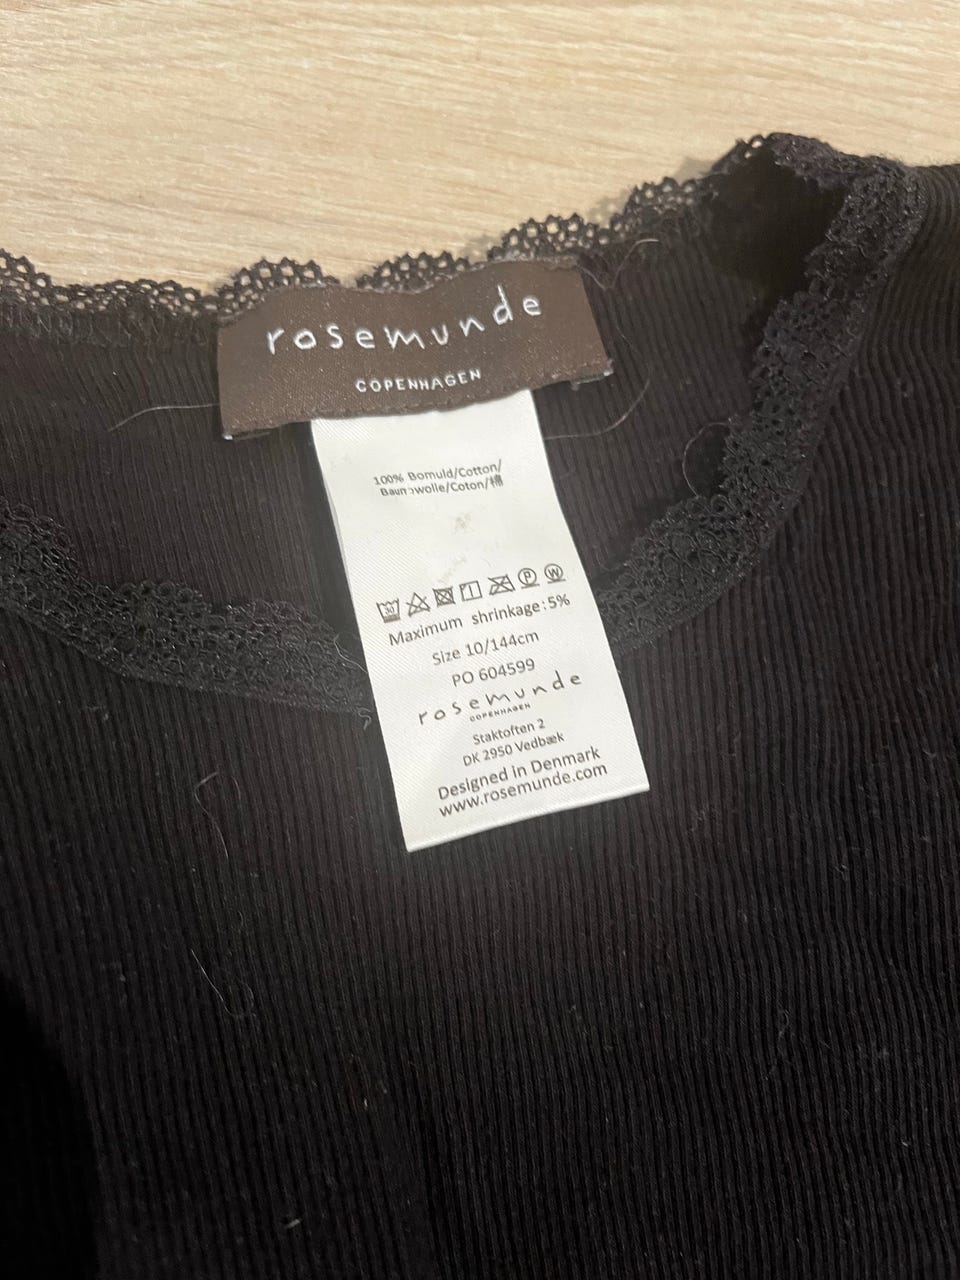 rosemunde
COPENHAGEN
100% Bomuld/Cotton/
Baumwolle/Coton/棉
30
P W
Maximum shrinkage:5%
Size 10/144cm
PO 604599
rosemunde
COPENHAGEN
Staktoften 2
DK 2950 Vedbæk
Designed in Denmark
www.rosemunde.com